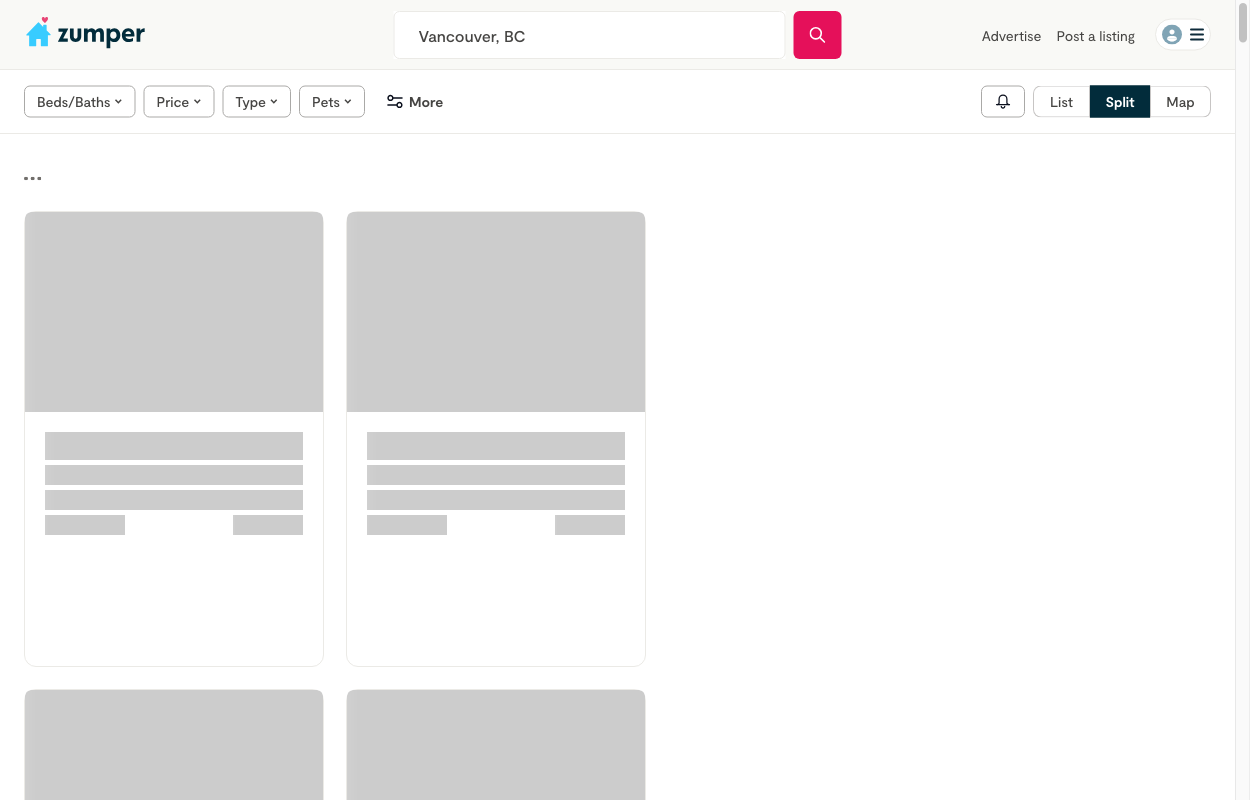 zumper
Vancouver, BC
Advertise
Post a listing
Beds/Baths
Price
Type
Pets
More
List
Split
Map
...